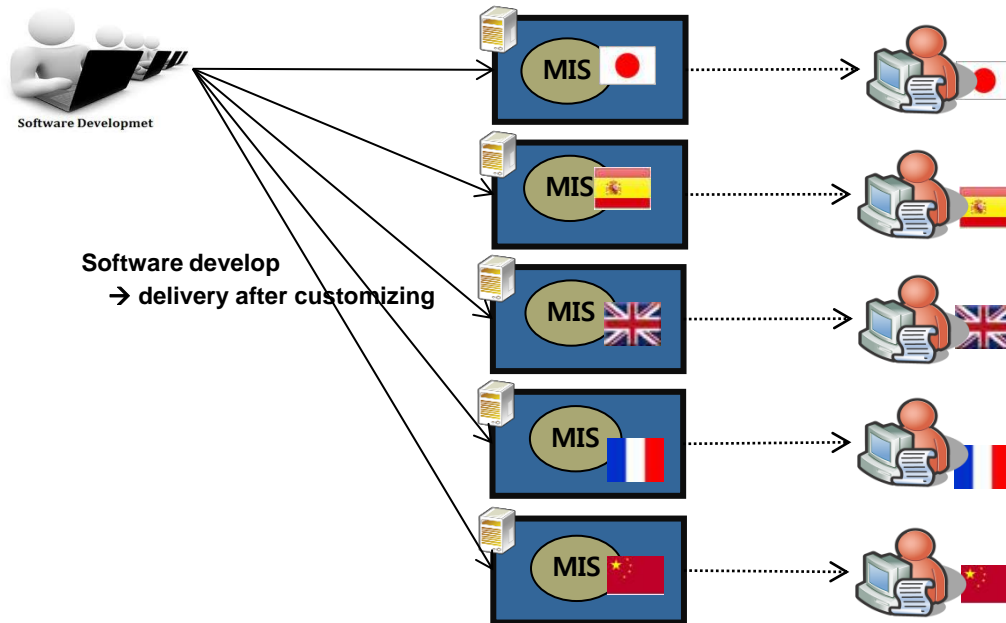 MIS
Software Developmet
MIS
Software develop
→ delivery after customizing
MIS
MIS
MIS